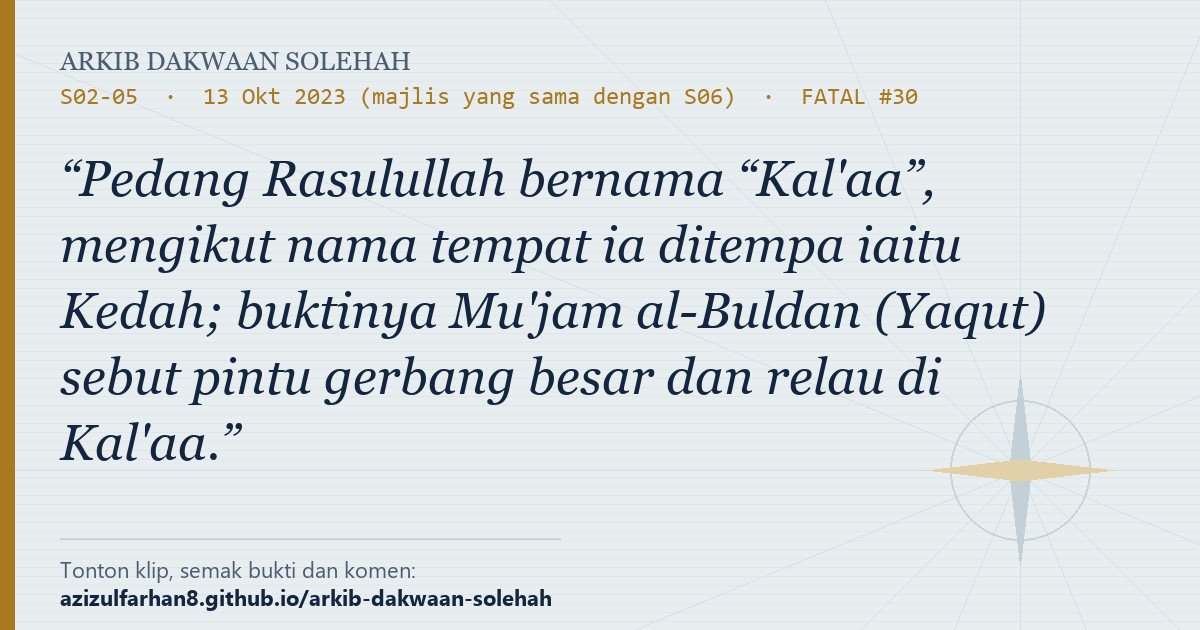 ARKIB DAKWAAN SOLEHAH
S02-05 · 13 Okt 2023 (majlis yang sama dengan S06) · FATAL #30
“Pedang Rasulullah bernama “Kal'aa”,
mengikut nama tempat ia ditempa iaitu
Kedah; buktinya Mu'jam al-Buldan (Yaqut)
sebut pintu gerbang besar dan relau di
Kal'aa.”
Tonton klip, semak bukti dan komen:
azizulfarhan8.github.io/arkib-dakwaan-solehah